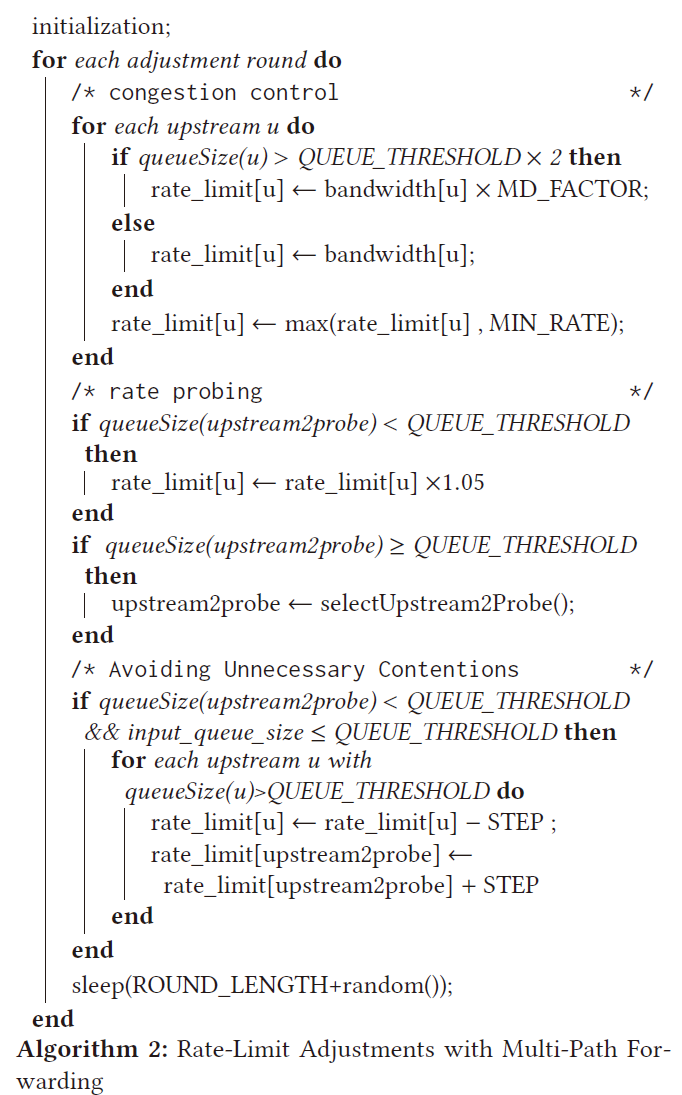 initialization;
for each adjustment round do
/* congestion control */
for each upstream u do
if queueSize(u) > QUEUE_THRESHOLD × 2 then
rate_limit[u] ← bandwidth[u] × MD_FACTOR;
else
rate_limit[u] ← bandwidth[u];
end
rate_limit[u] ← max(rate_limit[u] , MIN_RATE);
end
/* rate probing */
if queueSize(upstream2probe) < QUEUE_THRESHOLD
then
rate_limit[u] ← rate_limit[u] ×1.05
end
if queueSize(upstream2probe) ≥ QUEUE_THRESHOLD
then
upstream2probe ← selectUpstream2Probe();
end
/* Avoiding Unnecessary Contentions */
if queueSize(upstream2probe) < QUEUE_THRESHOLD
&& input_queue_size ≤ QUEUE_THRESHOLD then
for each upstream u with
queueSize(u)>QUEUE_THRESHOLD do
rate_limit[u] ← rate_limit[u] − STEP ;
rate_limit[upstream2probe] ←
rate_limit[upstream2probe] + STEP
end
end
sleep(ROUND_LENGTH+random());
end
Algorithm 2: Rate-Limit Adjustments with Multi-Path For-
warding